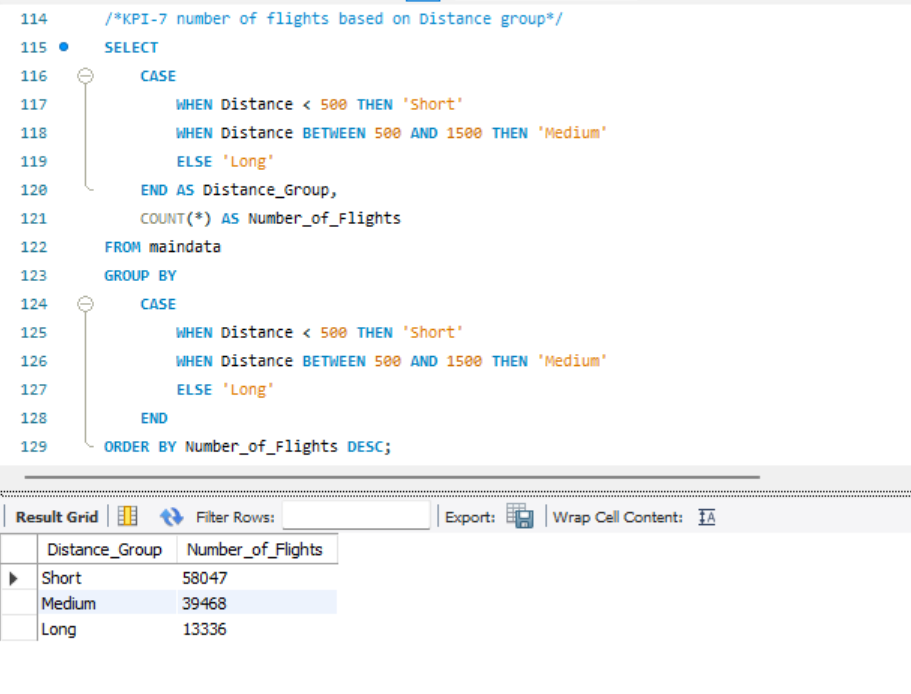 114 /*KPI-7 number of flights based on Distance group*/
115 SELECT
116 CASE
117 WHEN Distance < 500 THEN 'Short'
118 WHEN Distance BETWEEN 500 AND 1500 THEN 'Medium'
119 ELSE 'Long'
120 END AS Distance_Group,
121 COUNT(*) AS Number_of_Flights
122 FROM maindata
123 GROUP BY
124 CASE
125 WHEN Distance < 500 THEN 'Short'
126 WHEN Distance BETWEEN 500 AND 1500 THEN 'Medium'
127 ELSE 'Long'
128 END
129 ORDER BY Number_of_Flights DESC;
Result Grid Filter Rows: Export: Wrap Cell Content: IA
Distance_Group Number_of_Flights
Short 58047
Medium 39468
Long 13336